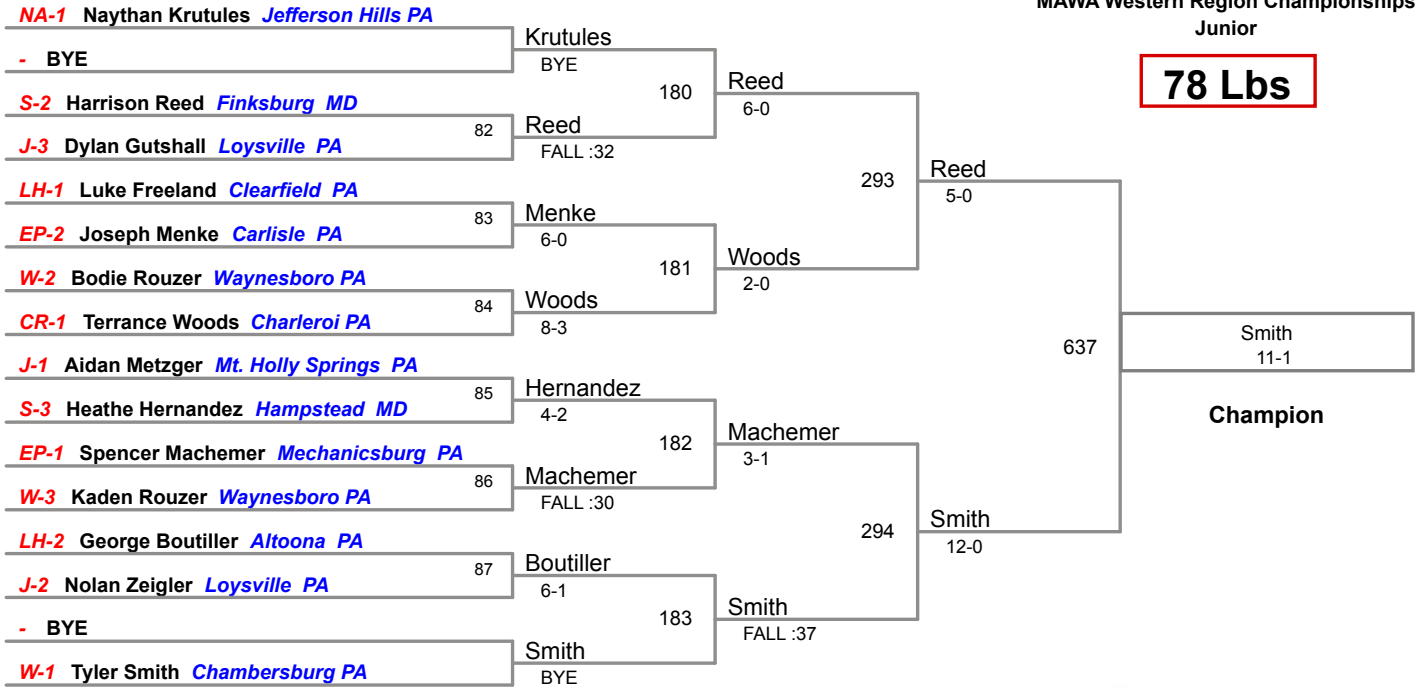 MAWA Western Region Championships
Junior
78 Lbs
NA-1 Naythan Krutules Jefferson Hills PA
- BYE
S-2 Harrison Reed Finksburg MD
J-3 Dylan Gutshall Loysville PA
LH-1 Luke Freeland Clearfield PA
EP-2 Joseph Menke Carlisle PA
W-2 Bodie Rouzer Waynesboro PA
CR-1 Terrance Woods Charleroi PA
J-1 Aidan Metzger Mt. Holly Springs PA
S-3 Heathe Hernandez Hampstead MD
EP-1 Spencer Machemer Mechanicsburg PA
W-3 Kaden Rouzer Waynesboro PA
LH-2 George Boutiller Altoona PA
J-2 Nolan Zeigler Loysville PA
- BYE
W-1 Tyler Smith Chambersburg PA
82
83
84
85
86
87
Krutules
BYE
Reed
FALL :32
Menke
6-0
Woods
8-3
Hernandez
4-2
Machemer
FALL :30
Boutiller
6-1
Smith
BYE
180
181
182
183
Reed
6-0
Woods
2-0
Machemer
3-1
Smith
FALL :37
293
294
Reed
5-0
Smith
12-0
637
Smith
11-1
Champion